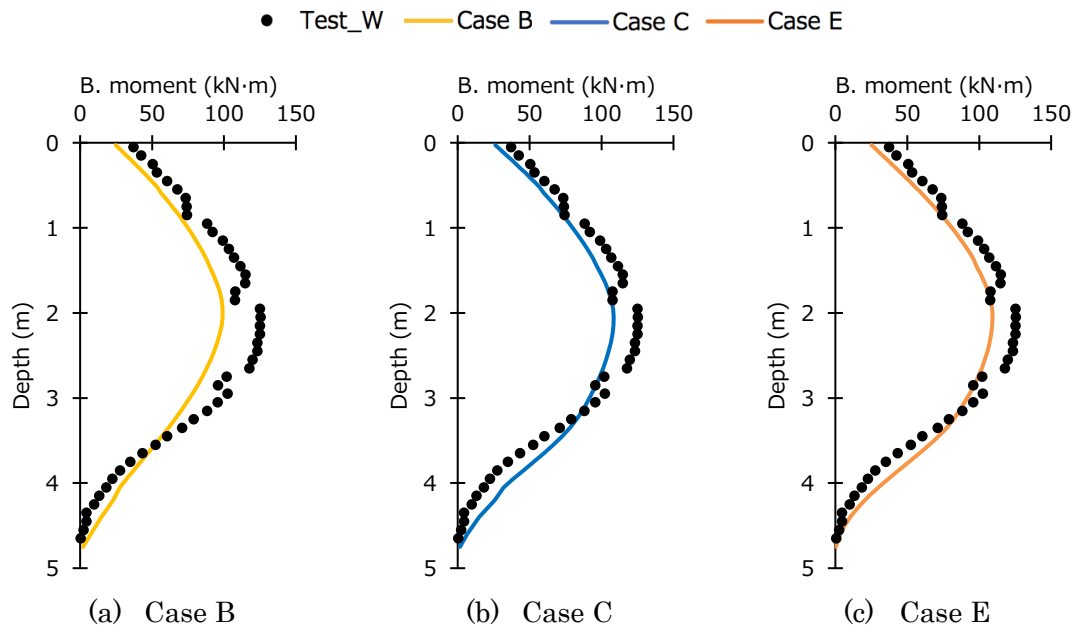 Test_W Case B Case C Case E
B. moment (kN·m) B. moment (kN·m) B. moment (kN·m)
0 50 100 150 0 50 100 150 0 50 100 150
0 0 0
1 1 1
2 2 2
Depth (m) Depth (m) Depth (m)
3 3 3
4 4 4
5 5 5
(a) Case B (b) Case C (c) Case E